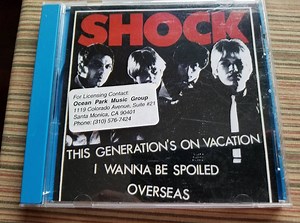 SHOCK
For Licensing Contact:
Ocean Park Music Group
1119 Colorado Avenue, Suite #21
Santa Monica, CA 90401
Phone: (310) 576-7424
THIS GENERATION'S ON VACATION
I WANNA BE SPOILED
OVERSEAS